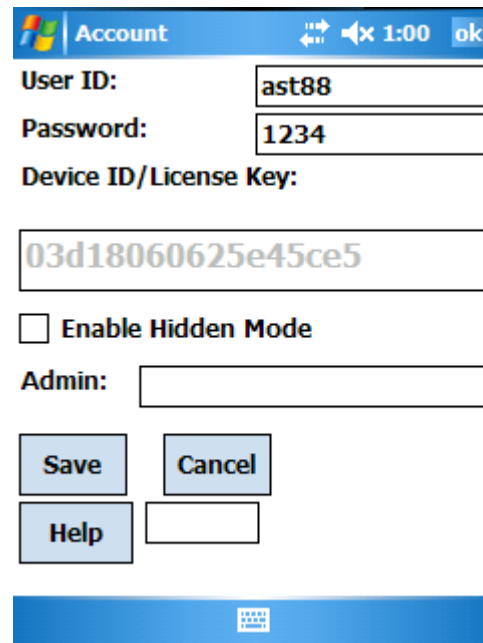 Account 1:00 ok
User ID: ast88
Password: 1234
Device ID/License Key:
03d18060625e45ce5
Enable Hidden Mode
Admin:
Save Cancel
Help